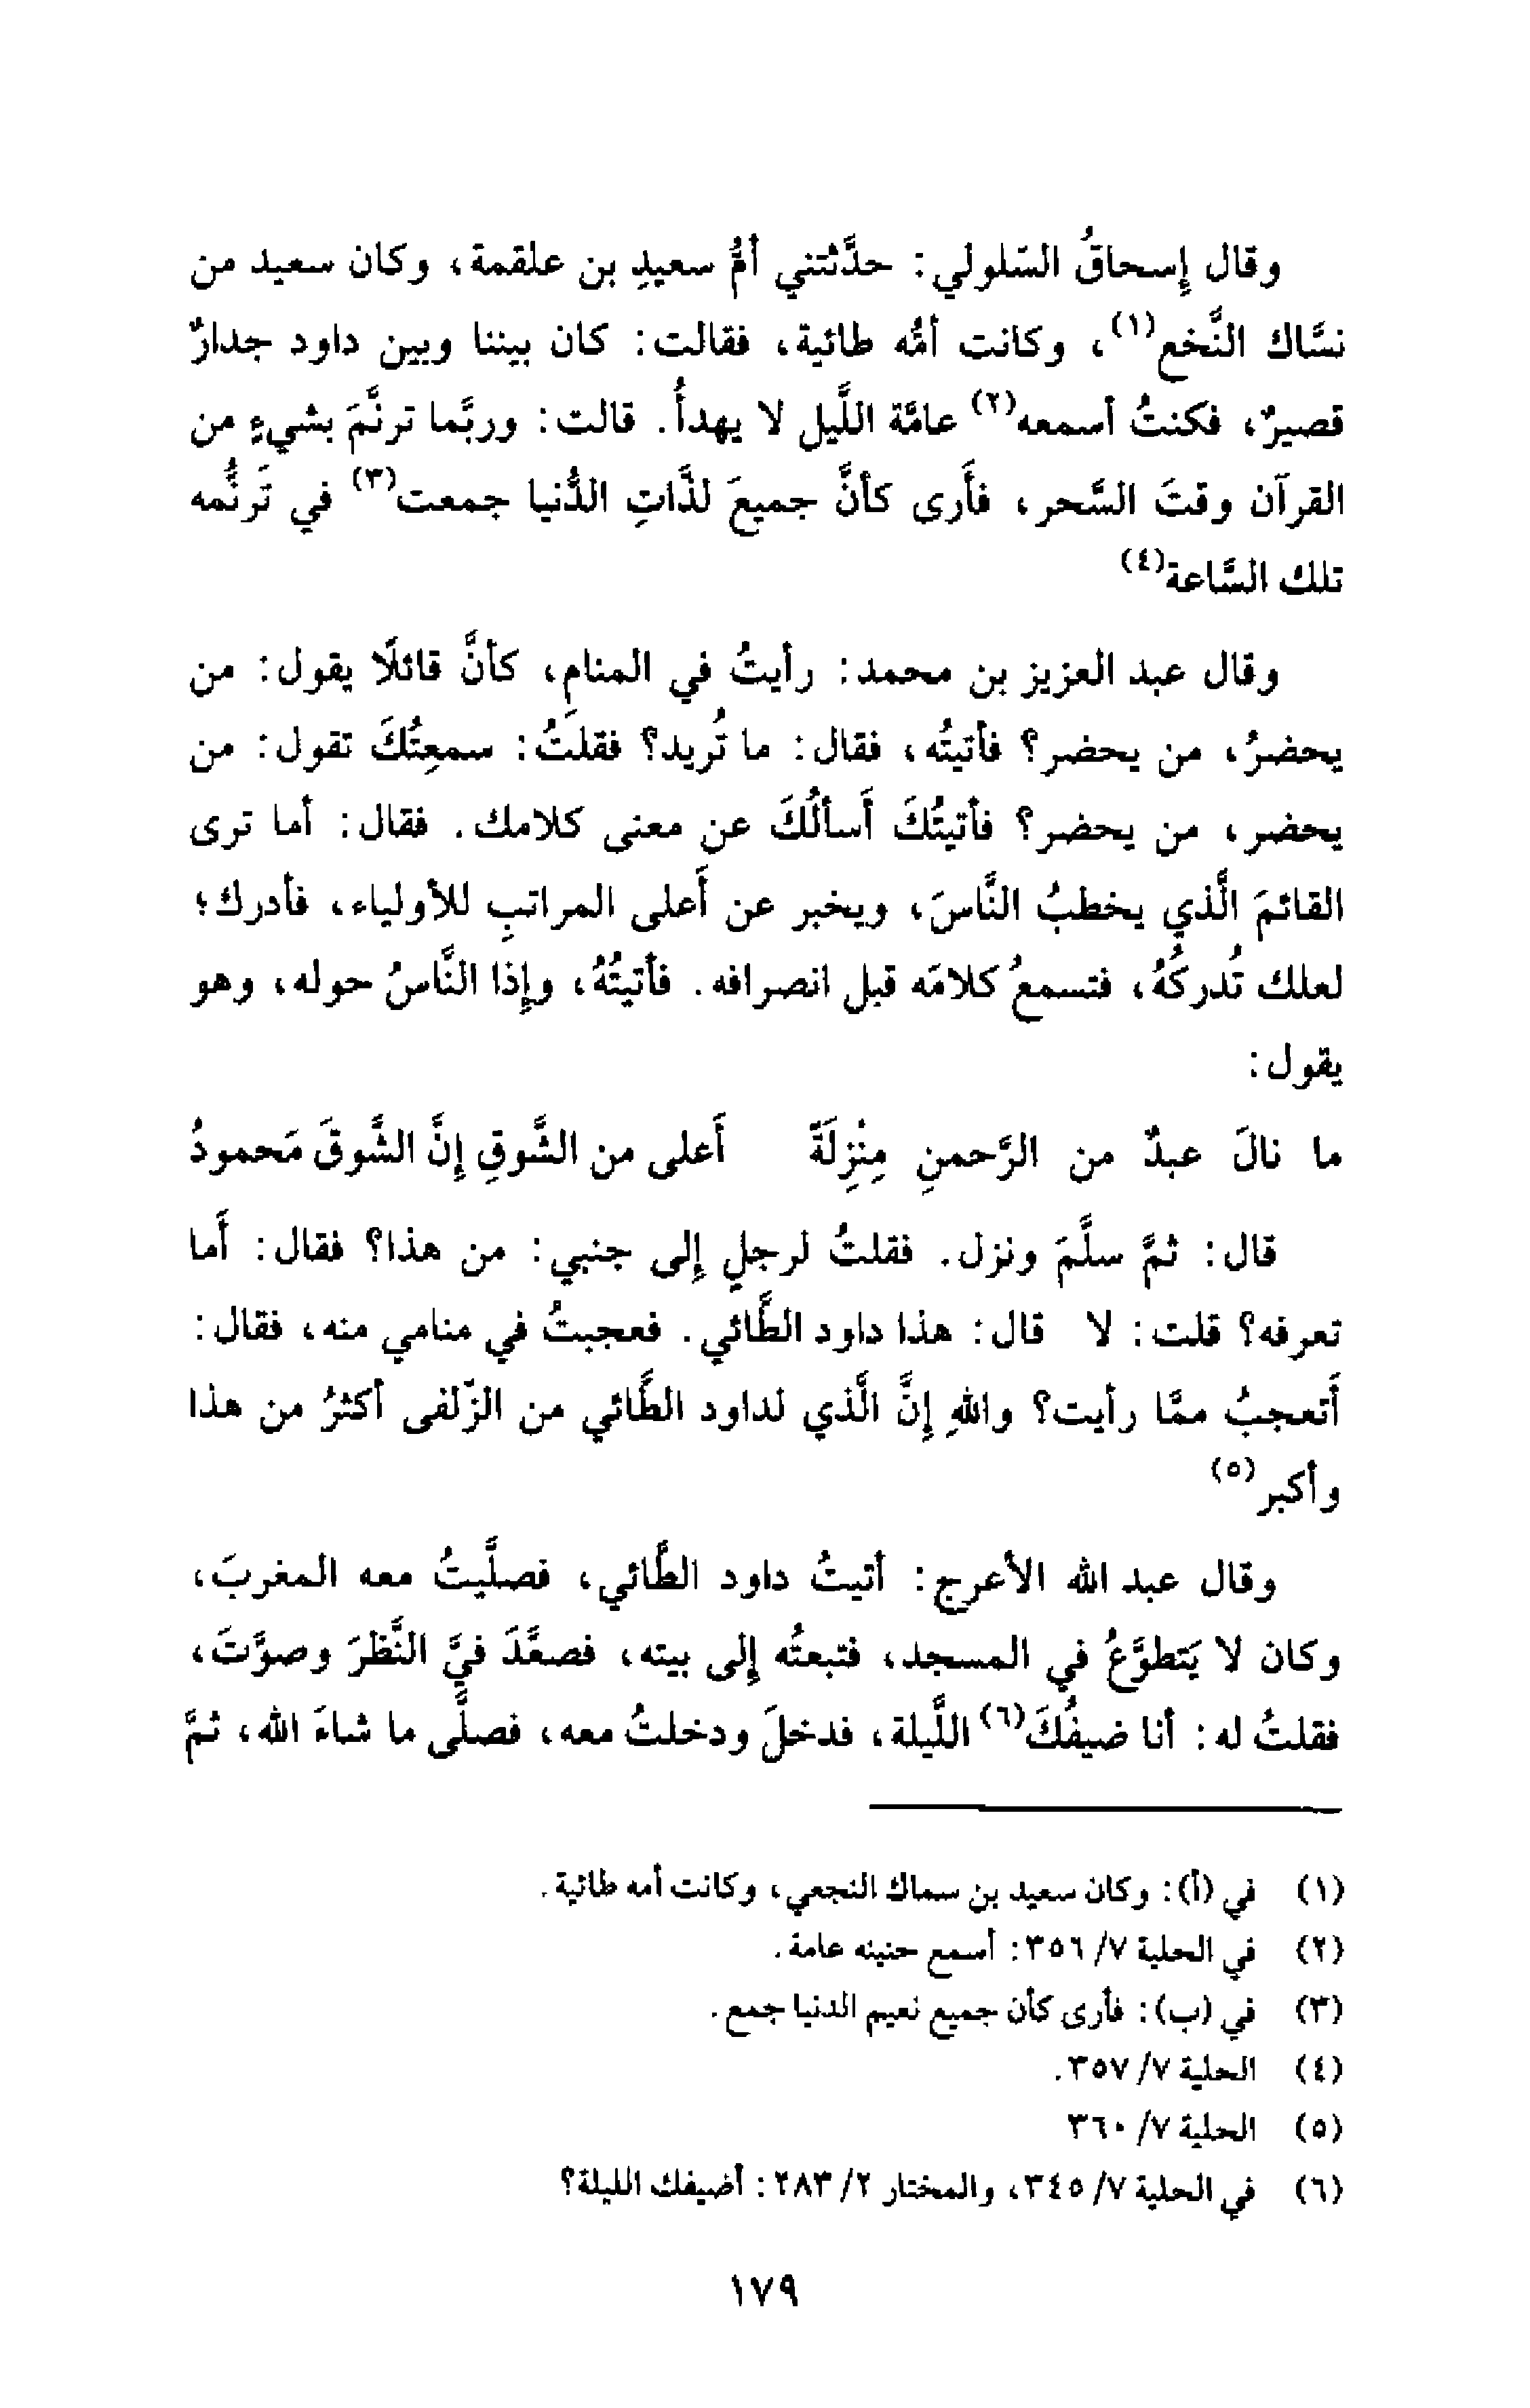 وقال إِسحاقُ السّلولي: حدَّثتني أمُّ سعيدِ بن علقمة، وكان سعيد من
نسَّاك النَّخع(١)، وكانت أمُّه طائية، فقالت: كان بيننا وبين داود جدارٌ
قصيرٌ، فكنتُ أسمعه(٢) عامَّة اللَّيل لا يهدأُ. قالت: وربَّما ترنَّمَ بشيءٍ من
القرآن وقتَ السَّحر، فأَرى كأنَّ جميعَ لذَّاتِ الدُّنيا جمعت(٣) في تَرنُّمه
تلك السَّاعة(٤)
وقال عبد العزيز بن محمد: رأيتُ في المنامِ، كأنَّ قائلًا يقول: من
يحضرُ، من يحضر؟ فأتيتُه، فقال: ما تُريد؟ فقلتُ: سمعتُكَ تقول: من
يحضر، من يحضر؟ فأتيتُكَ أَسألُكَ عن معنى كلامك. فقال: أما ترى
القائمَ الَّذي يخطبُ النَّاسَ، ويخبر عن أَعلى المراتبِ للأولياء، فأدرك؛
لعلك تُدركُهُ، فتسمعُ كلامَه قبل انصرافه. فأتيتُهُ، وإِذا النَّاسُ حوله، وهو
يقول:
ما نالَ عبدٌ من الرَّحمنِ مِنْزِلَةً أَعلى من الشَّوقِ إنَّ الشَّوقَ مَحمودُ
قال: ثمَّ سلَّمَ ونزل. فقلتُ لرجلٍ إِلى جنبي: من هذا؟ فقال: أَما
تعرفه؟ قلت: لا قال: هذا داود الطَّائي. فعجبتُ في منامي منه، فقال:
أَتعجبُ ممَّا رأيت؟ واللهِ إِنَّ الَّذي لداود الطَّائي من الزّلفى أكثرُ من هذا
وأكبر(٥)
وقال عبد الله الأعرج: أتيتُ داود الطَّائي، فصلَّيتُ معه المغربَ،
وكان لا يَتطوَّعُ في المسجد، فتبعتُه إلى بيته، فصعَّدَ فيَّ النَّظرَ وصوَّتَ،
فقلتُ له: أنا ضيفُكَ(٦) اللَّيلة، فدخلَ ودخلتُ معه، فصلَّى ما شاءَ الله، ثمَّ
(١) في (أ): وكان سعيد بن سماك النجعي، وكانت أمه طائية.
(٢) في الحلية ٧/ ٣٥٦: أسمع حنينه عامة.
(٣) في (ب): فأرى كأن جميع نعيم الدنيا جمع.
(٤) الحلية ٧/ ٣٥٧.
(٥) الحلية ٧/ ٣٦٠
(٦) في الحلية ٧/ ٣٤٥، والمختار ٢/ ٢٨٣: أضيفك الليلة؟
١٧٩